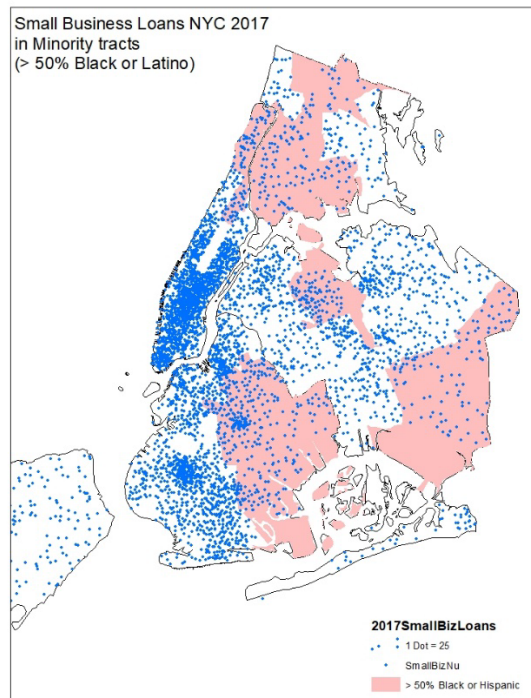 Small Business Loans NYC 2017
in Minority tracts
(> 50% Black or Latino)
2017SmallBizLoans
1 Dot = 25
SmallBizNu
> 50% Black or Hispanic